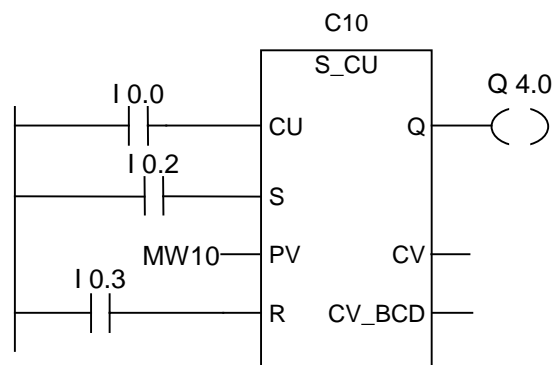 C10
S_CU
I 0.0
Q 4.0
CU
Q
I 0.2
S
MW10
PV
CV
I 0.3
R
CV_BCD